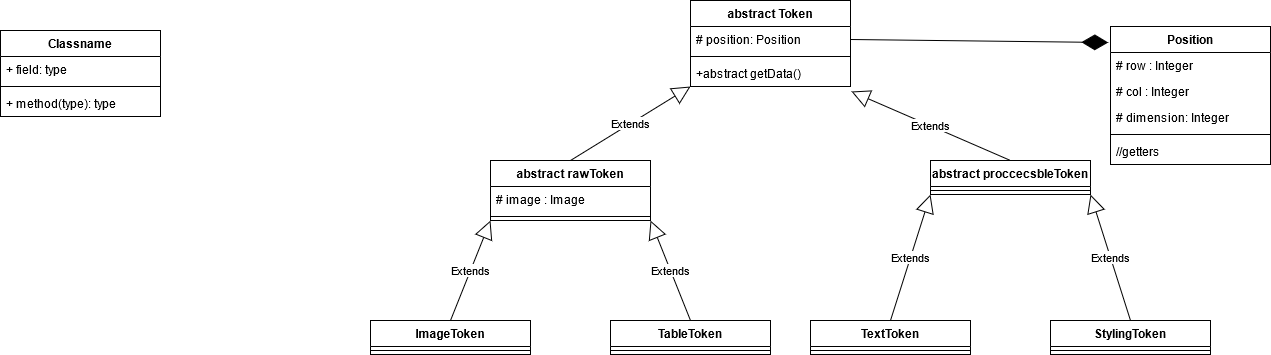 Classname
+ field: type
+ method(type): type
abstract Token
# position: Position
+abstract getData()
Position
# row : Integer
# col : Integer
# dimension: Integer
//getters
Extends
Extends
abstract rawToken
# image : Image
abstract proccecsbleToken
Extends
Extends
Extends
Extends
ImageToken
TableToken
TextToken
StylingToken